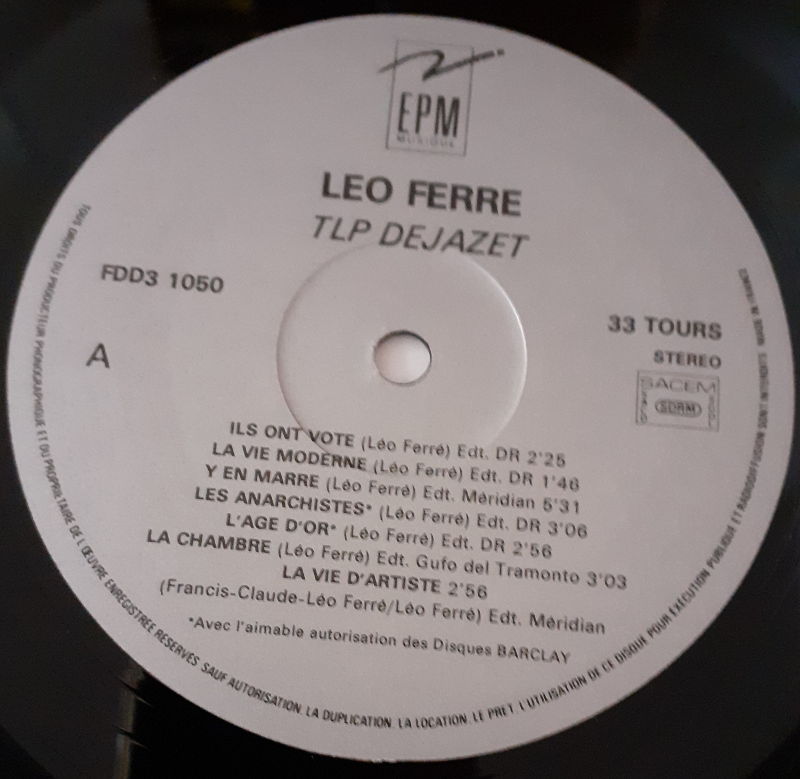 EPM
MUSIQUE
LEO FERRE
TLP DEJAZET
FDD3 1050
33 TOURS
A
STEREO
SACEM
SACD
SDRM
SGDL
ILS ONT VOTE (Léo Ferré) Edt. DR 2'25
LA VIE MODERNE (Léo Ferré) Edt. DR 1'46
Y EN MARRE (Léo Ferré) Edt. Méridian 5'31
LES ANARCHISTES* (Léo Ferré) Edt. DR 3'06
L'AGE D'OR* (Léo Ferré) Edt. DR 2'56
LA CHAMBRE (Léo Ferré) Edt. Gufo del Tramonto 3'03
LA VIE D'ARTISTE 2'56
(Francis-Claude-Léo Ferré/Léo Ferré) Edt. Méridian
*Avec l'aimable autorisation des Disques BARCLAY
TOUS DROITS DU PRODUCTEUR PHONOGRAPHIQUE ET DU PROPRIETAIRE DE L'ŒUVRE ENREGISTREE RESERVES. SAUF AUTORISATION. LA DUPLICATION. LA LOCATION. LE PRET. L'UTILISATION DE CE DISQUE POUR EXECUTION PUBLIQUE ET RADIODIFFUSION SONT INTERDITS. MADE IN FRANCE